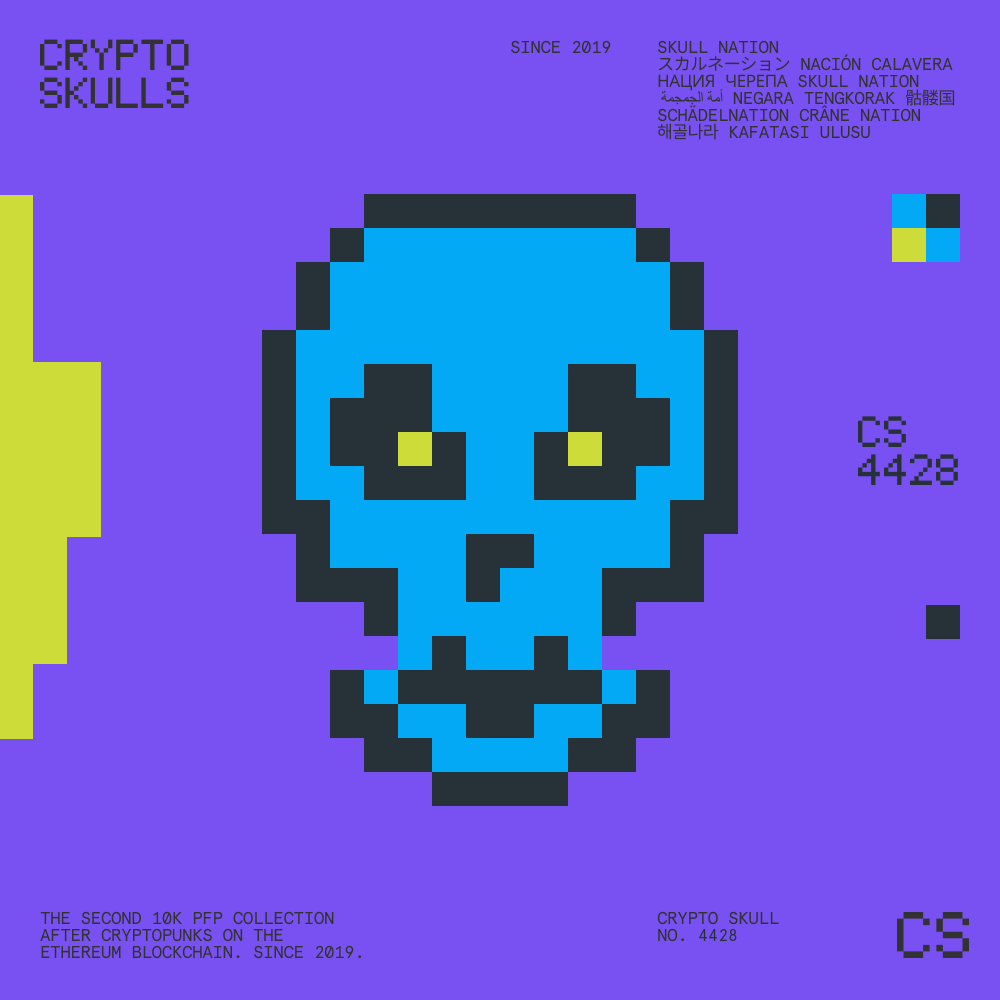 CRYPTO
SKULLS
SINCE 2019
SKULL NATION
スカルネーション NACIÓN CALAVERA
НАЦИЯ ЧЕРЕПА SKULL NATION
أمة الجمجمة NEGARA TENGKORAK 骷髅国
SCHÄDELNATION CRÂNE NATION
해골나라 KAFATASI ULUSU
CS
4428
THE SECOND 10K PFP COLLECTION
AFTER CRYPTOPUNKS ON THE
ETHEREUM BLOCKCHAIN. SINCE 2019.
CRYPTO SKULL
NO. 4428
CS